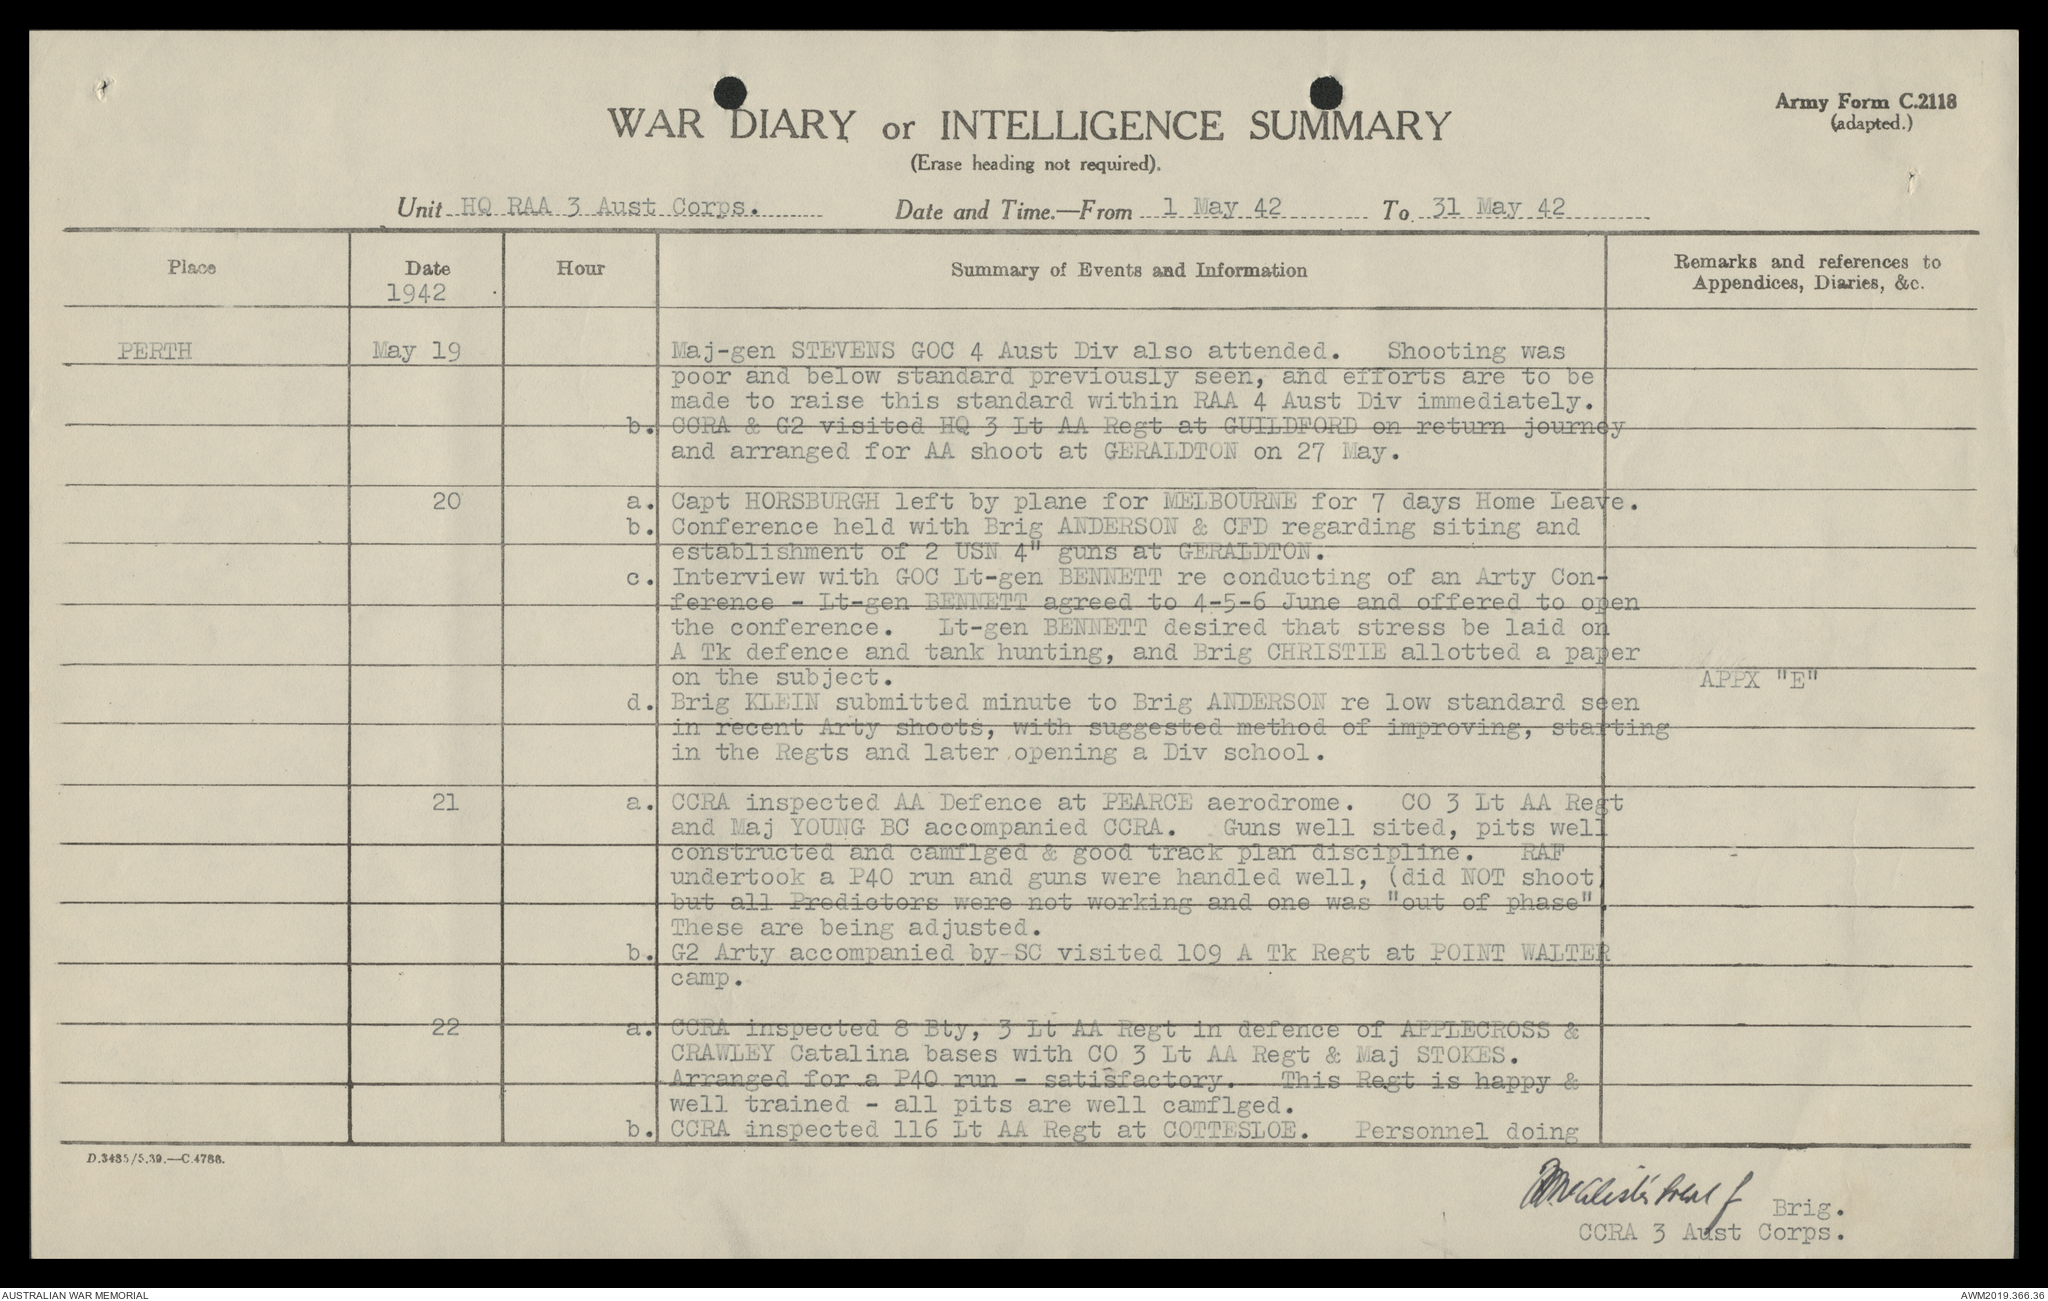 Army Form C.2118
(adapted.)
WAR DIARY or INTELLIGENCE SUMMARY
(Erase heading not required).
Unit HQ RAA 3 Aust Corps. Date and Time.—From 1 May 42 To 31 May 42
Place Date Hour Summary of Events and Information Remarks and references to
Appendices, Diaries, &c.
1942
PERTH May 19 Maj-gen STEVENS GOC 4 Aust Div also attended. Shooting was
poor and below standard previously seen, and efforts are to be
made to raise this standard within RAA 4 Aust Div immediately.
b. CCRA & G2 visited HQ 3 Lt AA Regt at GUILDFORD on return journey
and arranged for AA shoot at GERALDTON on 27 May.
20 a. Capt HORSBURGH left by plane for MELBOURNE for 7 days Home Leave.
b. Conference held with Brig ANDERSON & CFD regarding siting and
establishment of 2 USN 4" guns at GERALDTON.
c. Interview with GOC Lt-gen BENNETT re conducting of an Arty Con-
ference - Lt-gen BENNETT agreed to 4-5-6 June and offered to open
the conference. Lt-gen BENNETT desired that stress be laid on
A Tk defence and tank hunting, and Brig CHRISTIE allotted a paper
on the subject. APPX "E"
d. Brig KLEIN submitted minute to Brig ANDERSON re low standard seen
in recent Arty shoots, with suggested method of improving, starting
in the Regts and later opening a Div school.
21 a. CCRA inspected AA Defence at PEARCE aerodrome. CO 3 Lt AA Regt
and Maj YOUNG BC accompanied CCRA. Guns well sited, pits well
constructed and camflged & good track plan discipline. RAF
undertook a P40 run and guns were handled well, (did NOT shoot)
but all Predictors were not working and one was "out of phase".
These are being adjusted.
b. G2 Arty accompanied by SC visited 109 A Tk Regt at POINT WALTER
camp.
22 a. CCRA inspected 8 Bty, 3 Lt AA Regt in defence of APPLECROSS &
CRAWLEY Catalina bases with CO 3 Lt AA Regt & Maj STOKES.
Arranged for a P40 run - satisfactory. This Regt is happy &
well trained - all pits are well camflged.
b. CCRA inspected 116 Lt AA Regt at COTTESLOE. Personnel doing
D.3485/5.39.—C.4788.
Brig.
CCRA 3 Aust Corps.
AUSTRALIAN WAR MEMORIAL AWM2019.366.36